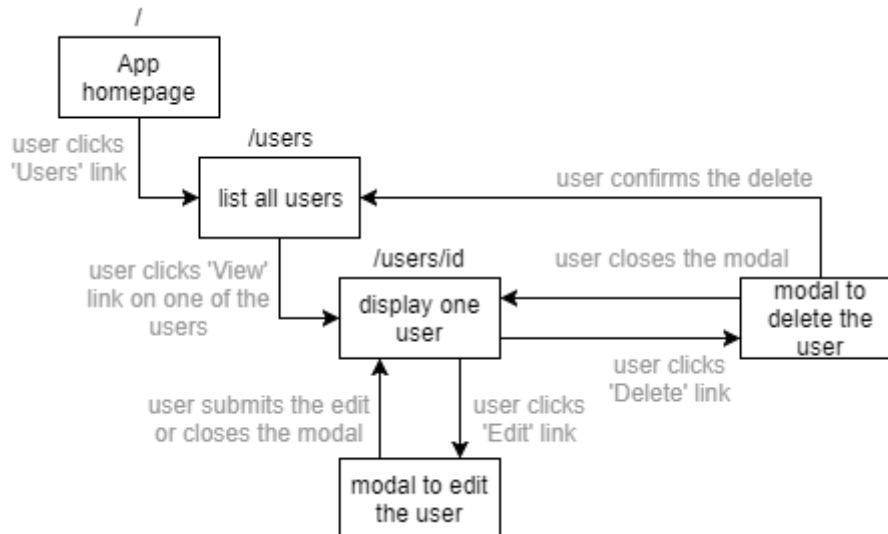 /
App
homepage
user clicks
'Users' link
/users
list all users
user confirms the delete
user clicks 'View'
link on one of the
users
/users/id
display one
user
user closes the modal
modal to
delete the
user
user clicks
'Delete' link
user submits the edit
or closes the modal
user clicks
'Edit' link
modal to edit
the user